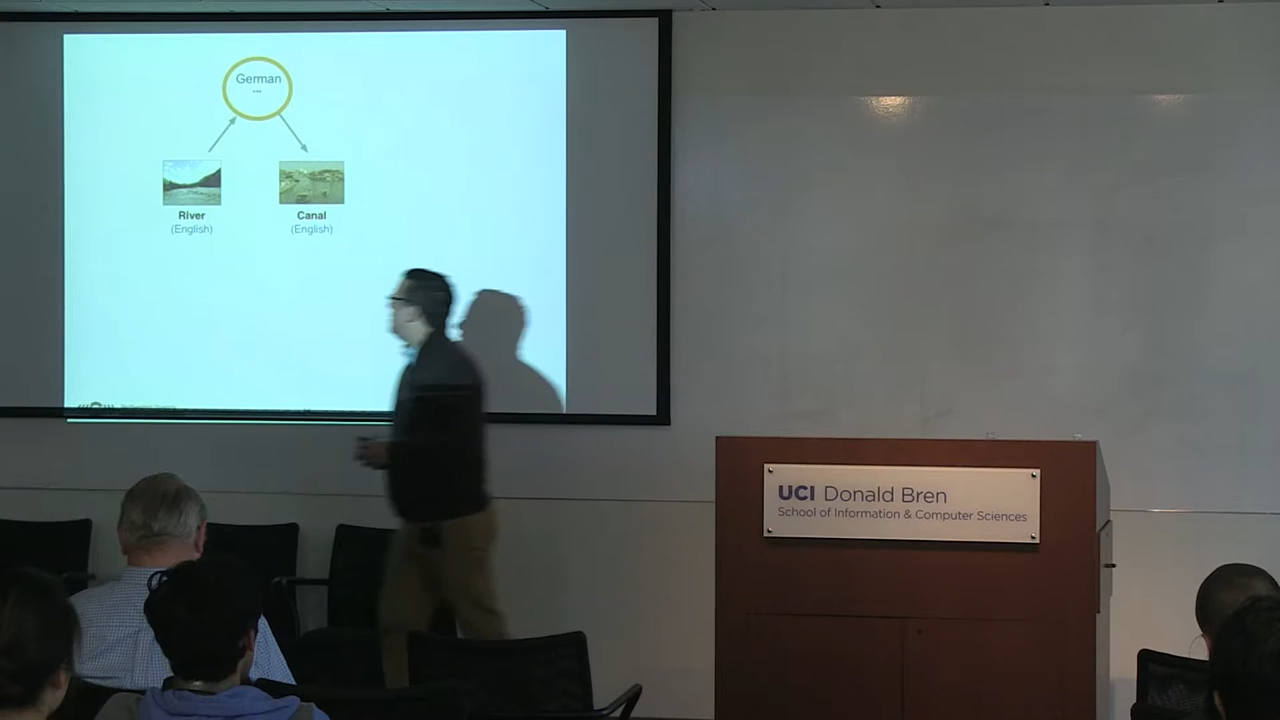 German
...
River
(English)
Canal
(English)
UCI Donald Bren
School of Information & Computer Sciences